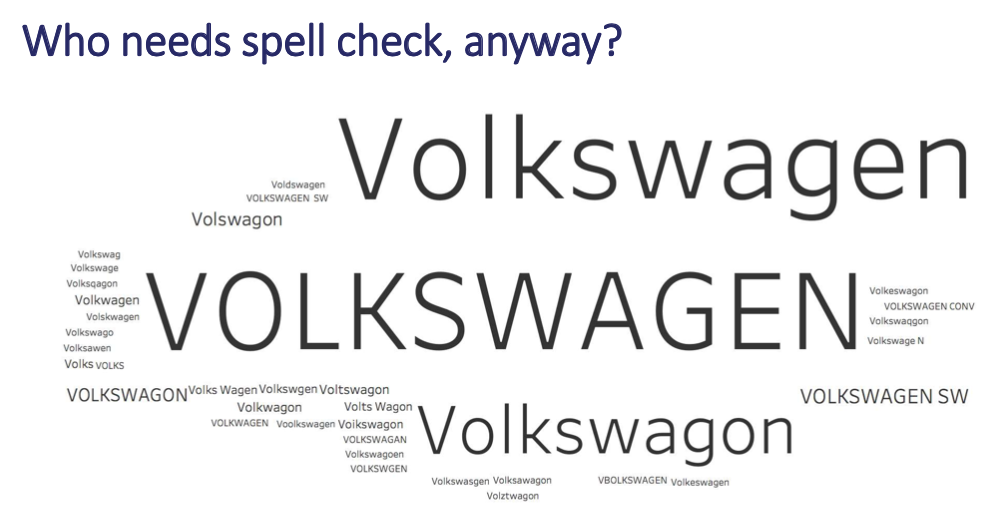 Who needs spell check, anyway?
Volkswagen
Voldswagen
VOLKSWAGEN SW
Volswagon
Volkswag
Volkswage
Volksqagon
Volkwagen
Volskwagen
Volkswago
Volksawen
Volks VOLKS
VOLKSWAGEN
Volkeswagon
VOLKSWAGEN CONV
Volkswaqgon
Volkswage N
VOLKSWAGON Volks Wagen Volkswgen Voltswagon
VOLKSWAGEN SW
Volkwagon Volts Wagon
VOLKWAGEN Voolkswagen Voikswagon
VOLKSWAGAN
Volkswagoen
VOLKSWGEN
Volkswagon
Volkswasgen Volksawagon
Volztwagon
VBOLKSWAGEN Volkeswagen